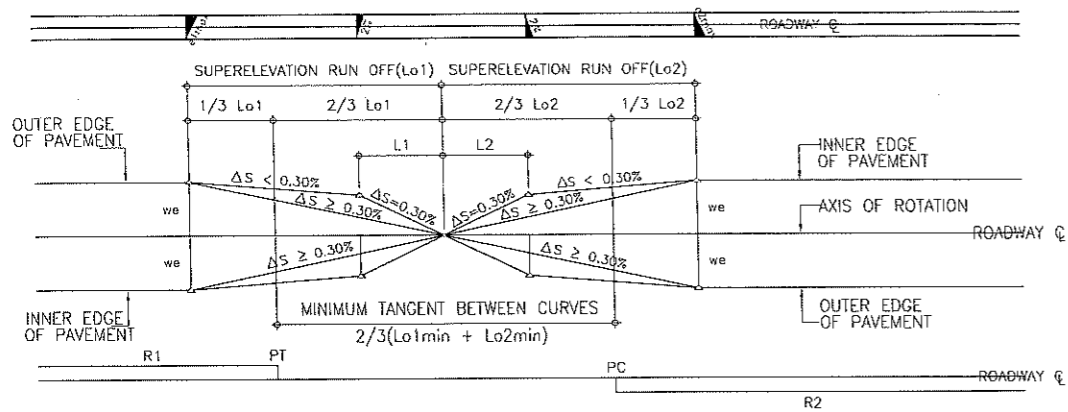 e(max)
2%
2%
e(max)
ROADWAY ℄
SUPERELEVATION RUN OFF(Lo1)
SUPERELEVATION RUN OFF(Lo2)
1/3 Lo1
2/3 Lo1
2/3 Lo2
1/3 Lo2
OUTER EDGE
OF PAVEMENT
L1
L2
INNER EDGE
OF PAVEMENT
ΔS < 0.30%
ΔS ≥ 0.30%
ΔS=0.30%
ΔS=0.30%
ΔS < 0.30%
ΔS ≥ 0.30%
we
we
AXIS OF ROTATION
ROADWAY ℄
we
we
ΔS ≥ 0.30%
ΔS ≥ 0.30%
INNER EDGE
OF PAVEMENT
MINIMUM TANGENT BETWEEN CURVES
2/3(Lo1min + Lo2min)
OUTER EDGE
OF PAVEMENT
R1
PT
PC
ROADWAY ℄
R2